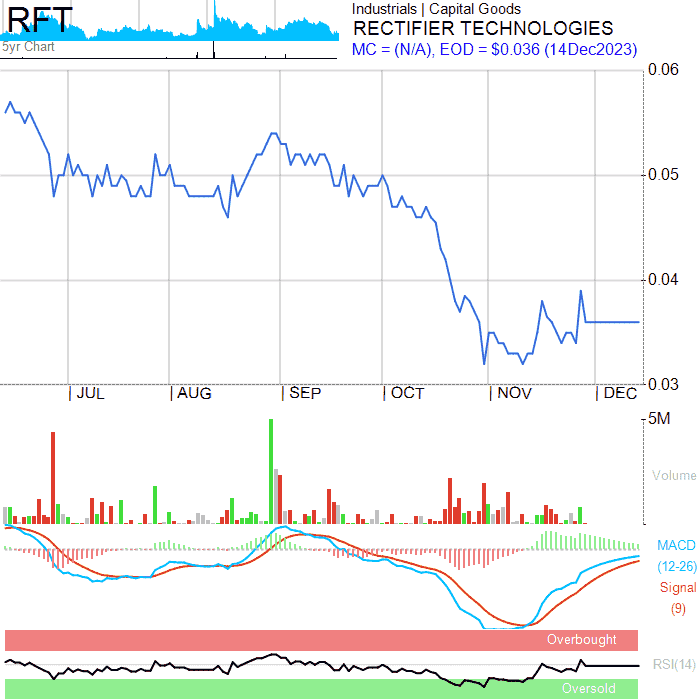 RFT
5yr Chart
Industrials | Capital Goods
RECTIFIER TECHNOLOGIES
MC = (N/A), EOD = $0.036 (14Dec2023)
0.06
0.05
0.04
0.03
| JUL | AUG | SEP | OCT | NOV | DEC
5M
Volume
MACD
(12-26)
Signal
(9)
Overbought
RSI(14)
Oversold